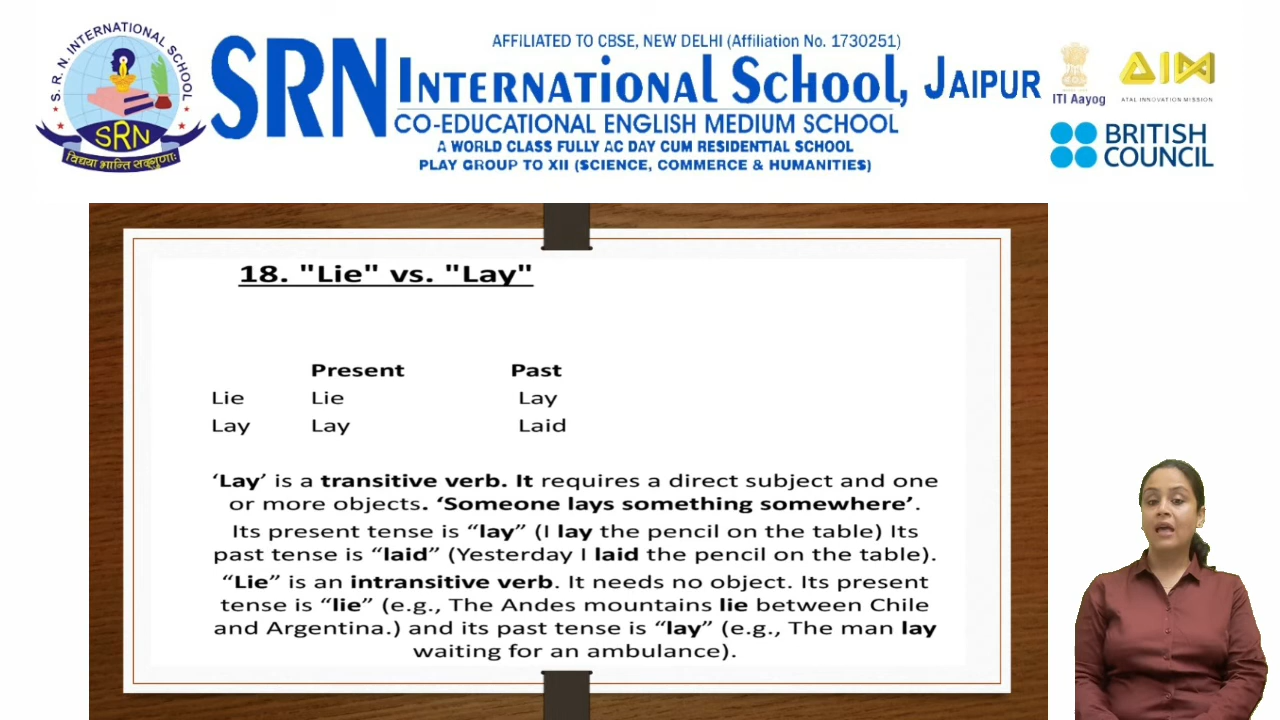 S. R. N. INTERNATIONAL SCHOOL
SRN
विद्यया भान्ति सद्गुणाः
AFFILIATED TO CBSE, NEW DELHI (Affiliation No. 1730251)
SRN INTERNATIONAL SCHOOL, JAIPUR
CO-EDUCATIONAL ENGLISH MEDIUM SCHOOL
A WORLD CLASS FULLY AC DAY CUM RESIDENTIAL SCHOOL
PLAY GROUP TO XII (SCIENCE, COMMERCE & HUMANITIES)
ITI Aayog
AIM
ATAL INNOVATION MISSION
BRITISH
COUNCIL
18. "Lie" vs. "Lay"
Present Past
Lie Lie Lay
Lay Lay Laid
‘Lay’ is a transitive verb. It requires a direct subject and one
or more objects. ‘Someone lays something somewhere’.
Its present tense is “lay” (I lay the pencil on the table) Its
past tense is “laid” (Yesterday I laid the pencil on the table).
“Lie” is an intransitive verb. It needs no object. Its present
tense is “lie” (e.g., The Andes mountains lie between Chile
and Argentina.) and its past tense is “lay” (e.g., The man lay
waiting for an ambulance).